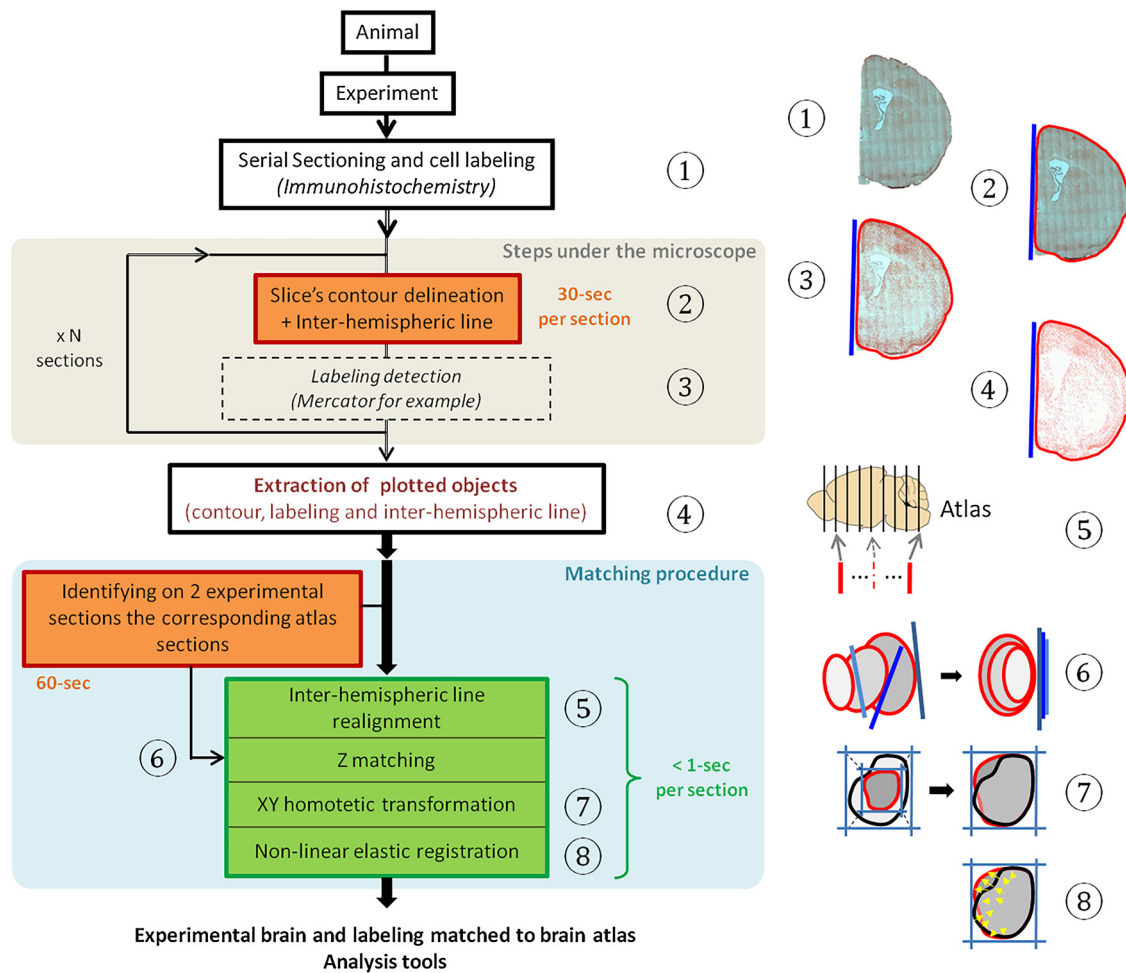 Animal
Experiment
Serial Sectioning and cell labeling
(Immunohistochemistry)
①
Steps under the microscope
Slice's contour delineation
+ Inter-hemispheric line
30-sec
per section
②
x N
sections
Labeling detection
(Mercator for example)
③
Extraction of plotted objects
(contour, labeling and inter-hemispheric line)
④
Matching procedure
Identifying on 2 experimental
sections the corresponding atlas
sections
60-sec
Inter-hemispheric line
realignment
⑤
⑥
Z matching
XY homotetic transformation
⑦
Non-linear elastic registration
⑧
< 1-sec
per section
Experimental brain and labeling matched to brain atlas
Analysis tools
①
②
③
④
Atlas
⑤
... ...
⑥
⑦
⑧